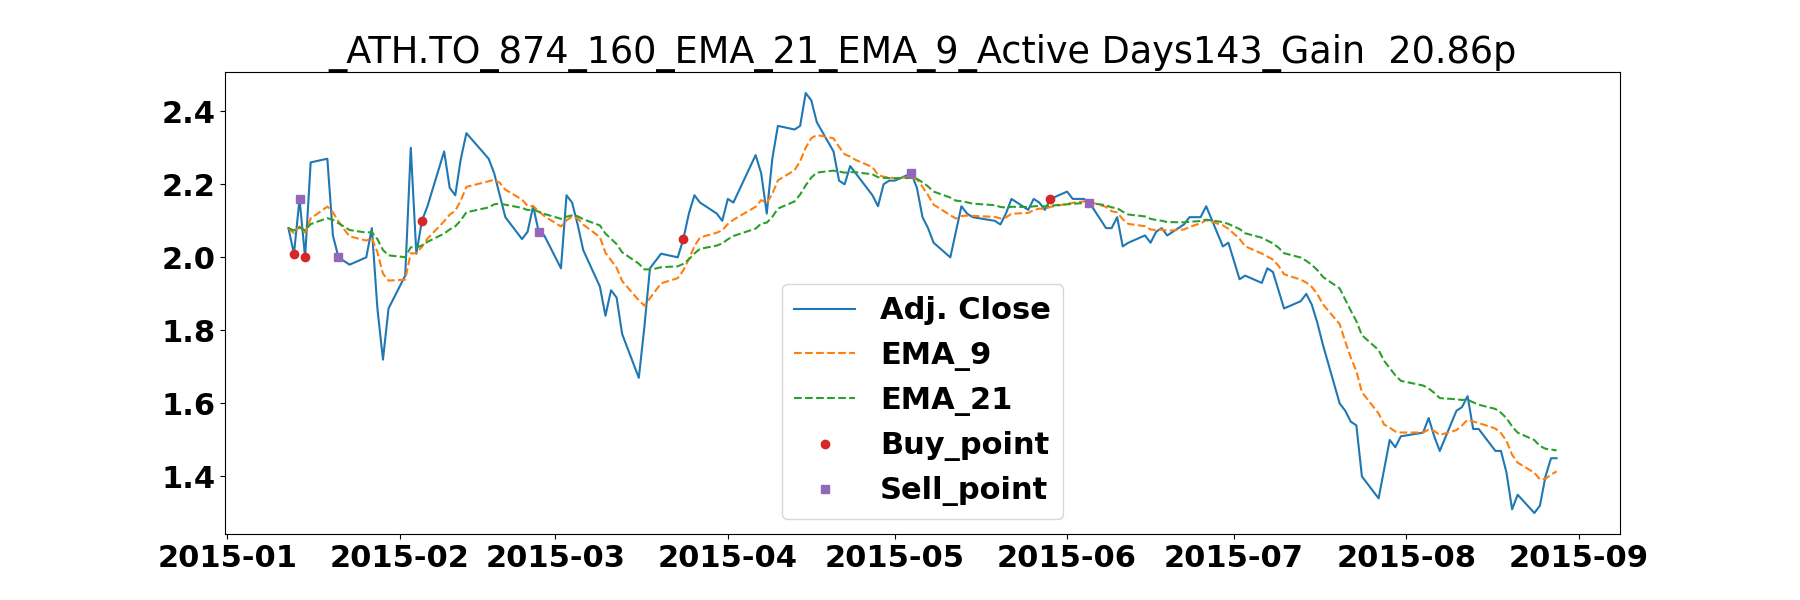 _ATH.TO_874_160_EMA_21_EMA_9_Active Days143_Gain  20.86p
2.4
2.2
2.0
1.8
1.6
1.4
Adj. Close
EMA_9
EMA_21
Buy_point
Sell_point
2015-01 2015-02 2015-03 2015-04 2015-05 2015-06 2015-07 2015-08 2015-09